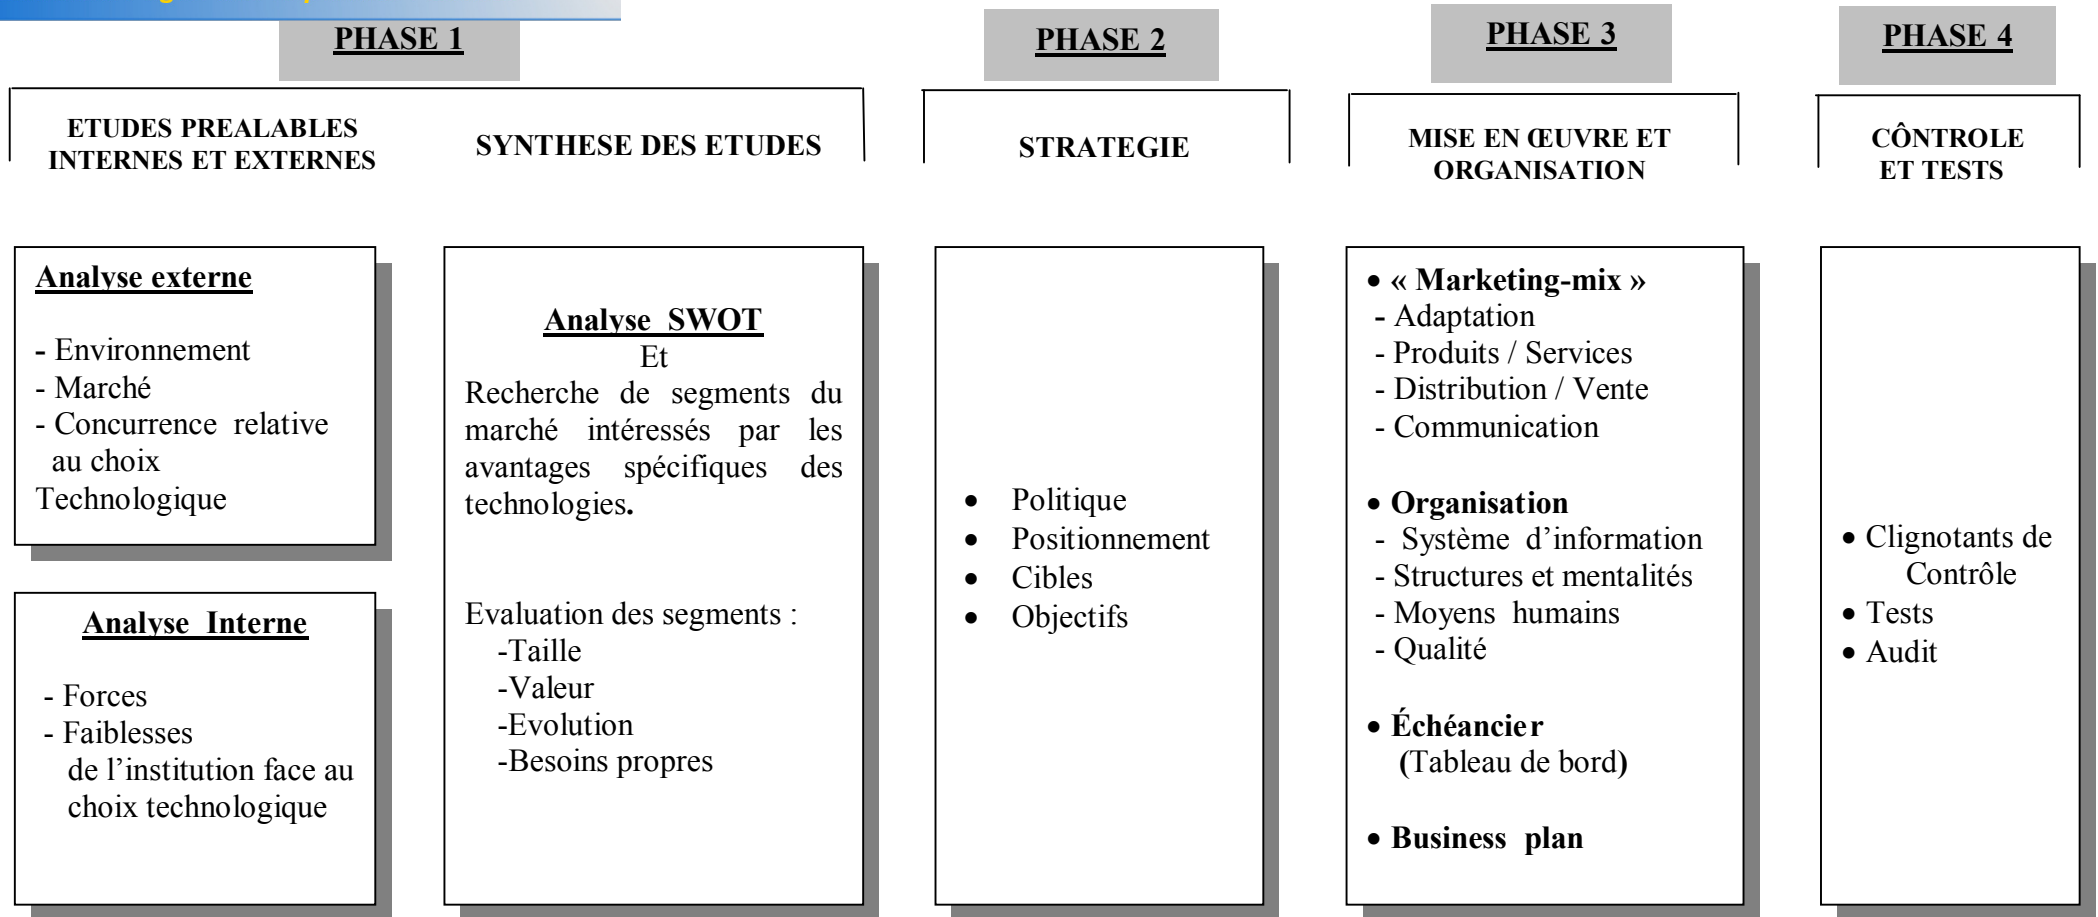 PHASE 1
ETUDES PREALABLES
INTERNES ET EXTERNES
SYNTHESE DES ETUDES
Analyse externe
- Environnement
- Marché
- Concurrence relative
au choix
Technologique
Analyse Interne
- Forces
- Faiblesses
de l’institution face au
choix technologique
Analyse SWOT
Et
Recherche de segments du
marché intéressés par les
avantages spécifiques des
technologies.
Evaluation des segments :
-Taille
-Valeur
-Evolution
-Besoins propres
PHASE 2
STRATEGIE
• Politique
• Positionnement
• Cibles
• Objectifs
PHASE 3
MISE EN ŒUVRE ET
ORGANISATION
• « Marketing-mix »
- Adaptation
- Produits / Services
- Distribution / Vente
- Communication
• Organisation
- Système d’information
- Structures et mentalités
- Moyens humains
- Qualité
• Échéancier
(Tableau de bord)
• Business plan
PHASE 4
CÔNTROLE
ET TESTS
• Clignotants de
Contrôle
• Tests
• Audit